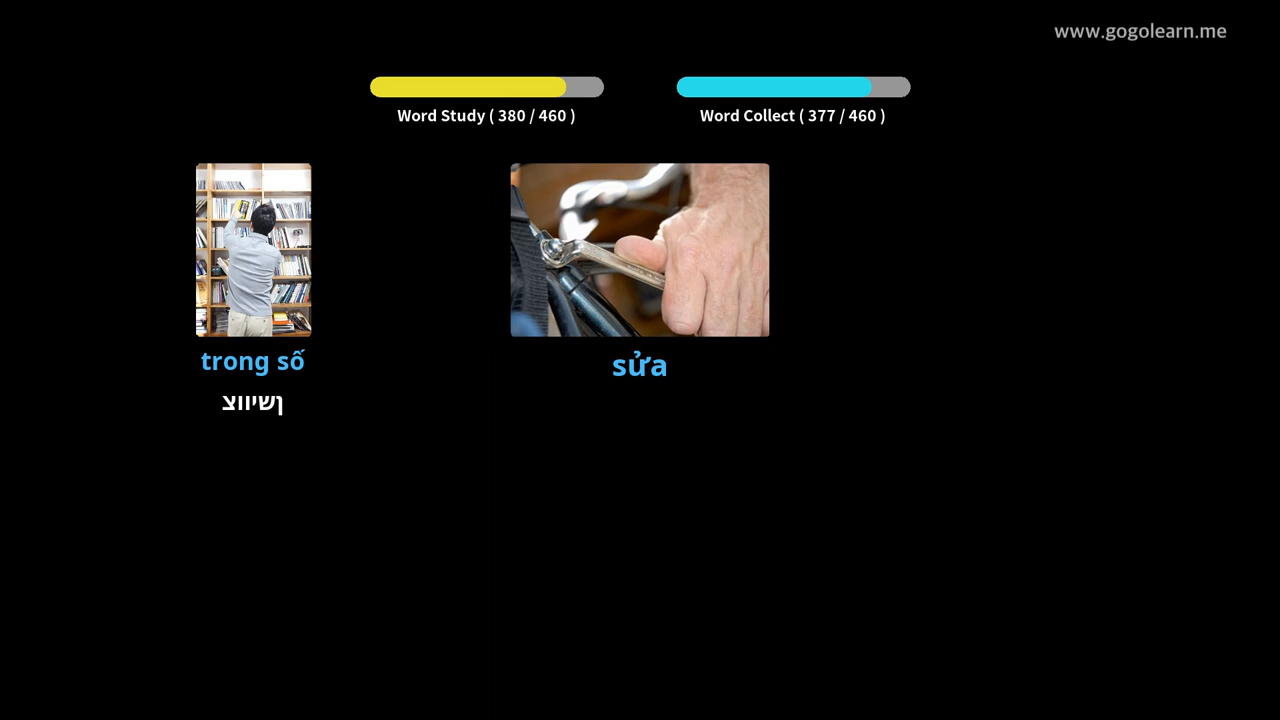 www.gogolearn.me
Word Study ( 380 / 460 )
Word Collect ( 377 / 460 )
trong số
ןשיווצ
sửa